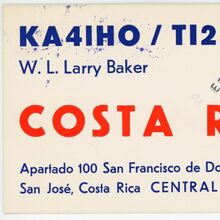 KA4IHO / TI2
W. L. Larry Baker
COSTA R
Apartado 100 San Francisco de Do
San José, Costa Rica CENTRAL